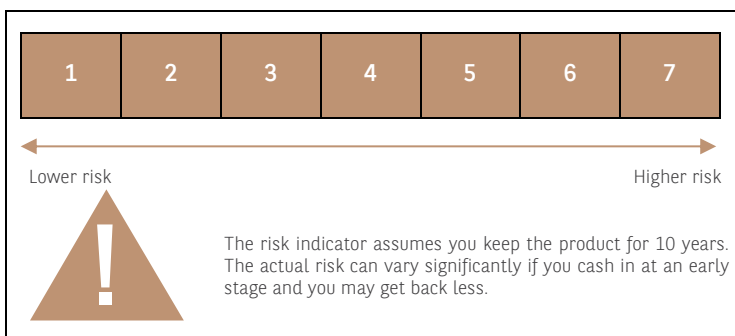 1 2 3 4 5 6 7
Lower risk Higher risk
!
The risk indicator assumes you keep the product for 10 years.
The actual risk can vary significantly if you cash in at an early
stage and you may get back less.